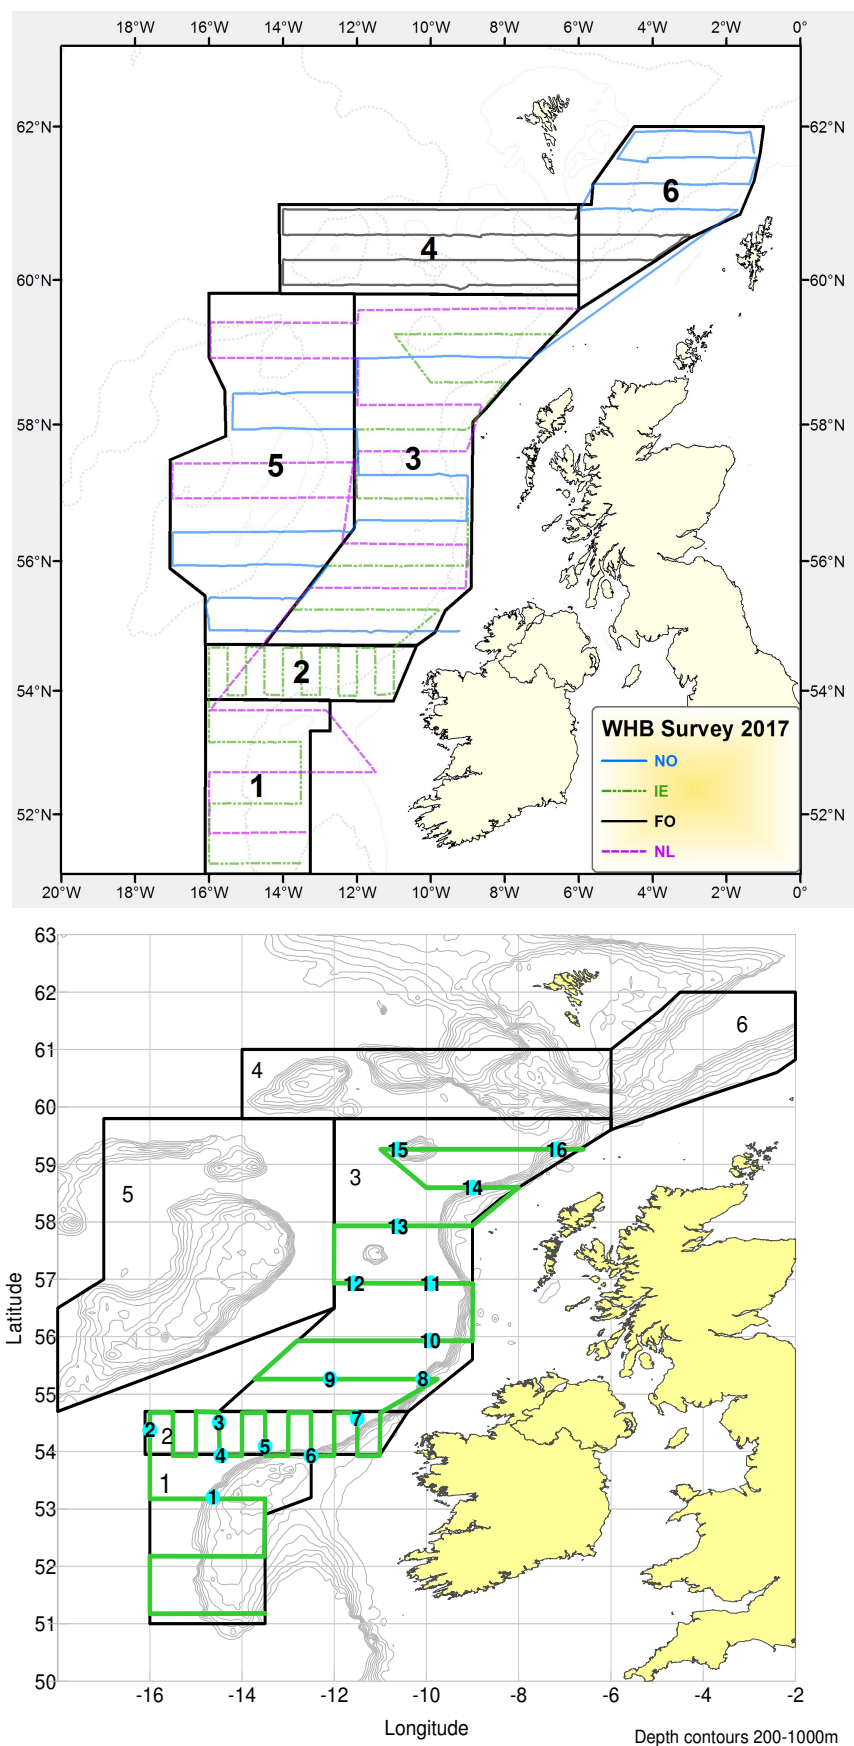 18°W 16°W 14°W 12°W 10°W 8°W 6°W 4°W 2°W 0°
62°N 62°N
6
4
60°N 60°N
58°N 58°N
5 3
56°N 56°N
2
54°N 54°N
WHB Survey 2017
NO
1
IE
52°N 52°N
FO
NL
20°W 18°W 16°W 14°W 12°W 10°W 8°W 6°W 4°W 2°W 0°
63
62
6
61
4
60
15 16
59
3
14
5
58
13
57
12 11
Latitude
56
10
9 8
55
7
3
2
2
5
54
4 6
1
1
53
52
51
50
-16 -14 -12 -10 -8 -6 -4 -2
Longitude
Depth contours 200-1000m